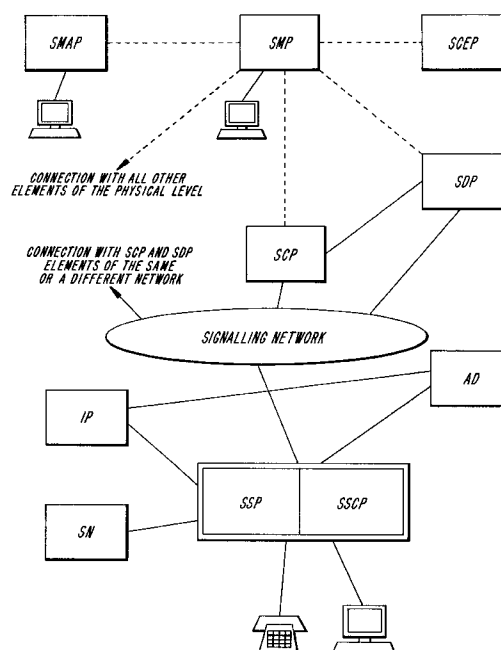 SMAP
SMP
SCEP
CONNECTION WITH ALL OTHER
ELEMENTS OF THE PHYSICAL LEVEL
SDP
CONNECTION WITH SCP AND SDP
ELEMENTS OF THE SAME
OR A DIFFERENT NETWORK
SCP
SIGNALLING NETWORK
AD
IP
SSP
SSCP
SN